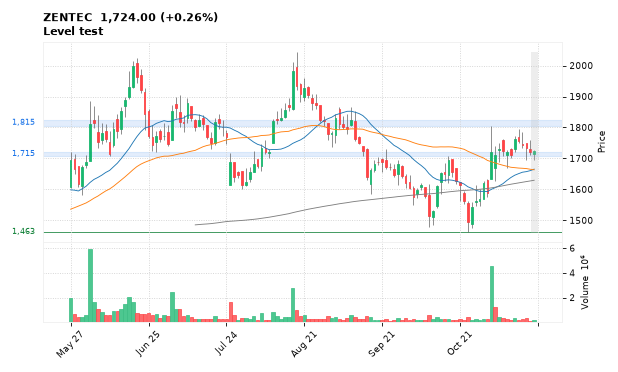 ZENTEC 1,724.00 (+0.26%)
Level test
2000
1900
1,815
1800
Price
1,715
1700
1600
1500
1,463
6
4
2
Volume 10⁶
May 27
Jun 25
Jul 24
Aug 21
Sep 21
Oct 21